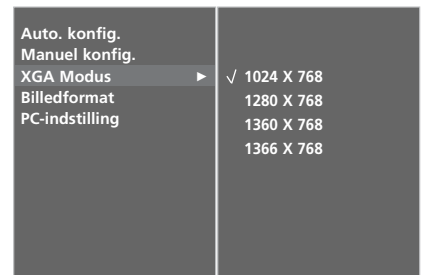 Auto. konfig.
Manuel konfig.
XGA Modus ►
Billedformat
PC-indstilling
√ 1024 X 768
1280 X 768
1360 X 768
1366 X 768